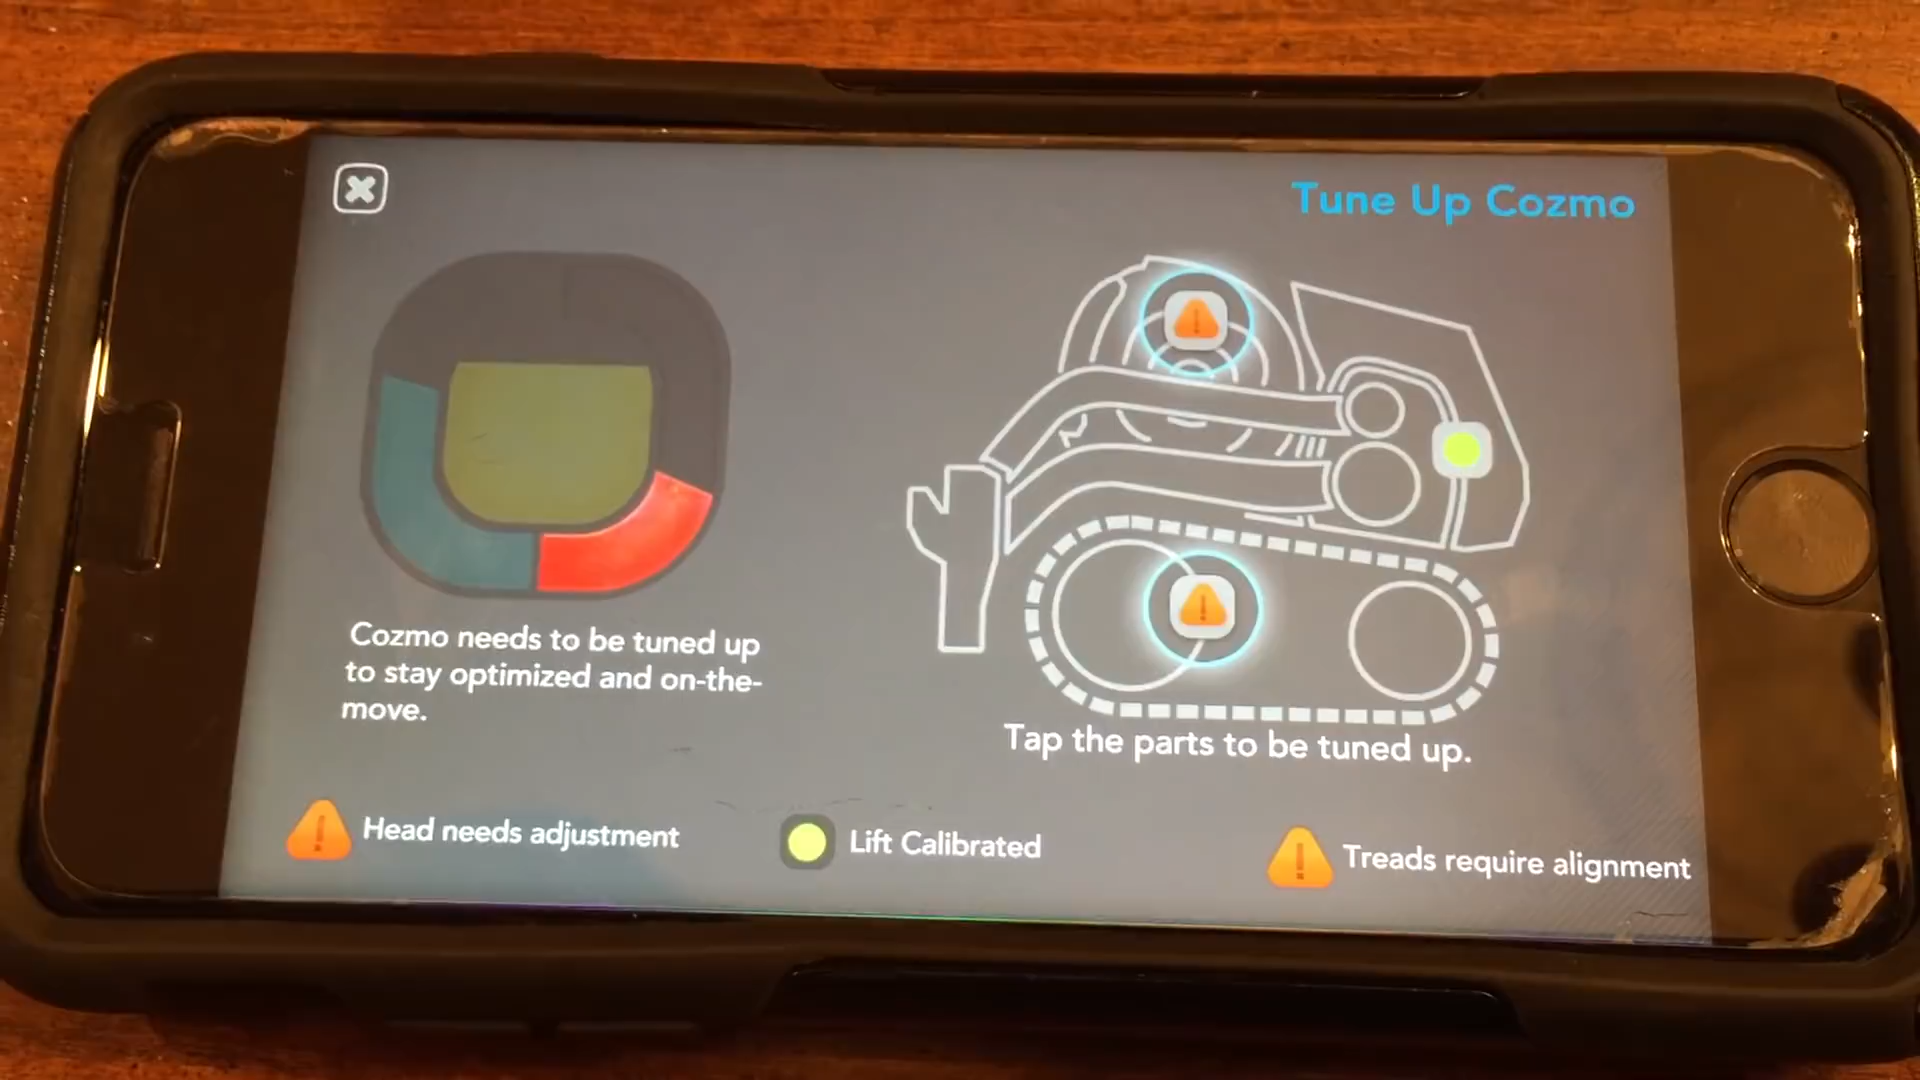 Tune Up Cozmo
Cozmo needs to be tuned up
to stay optimized and on-the-
move.
Tap the parts to be tuned up.
Head needs adjustment
Lift Calibrated
Treads require alignment